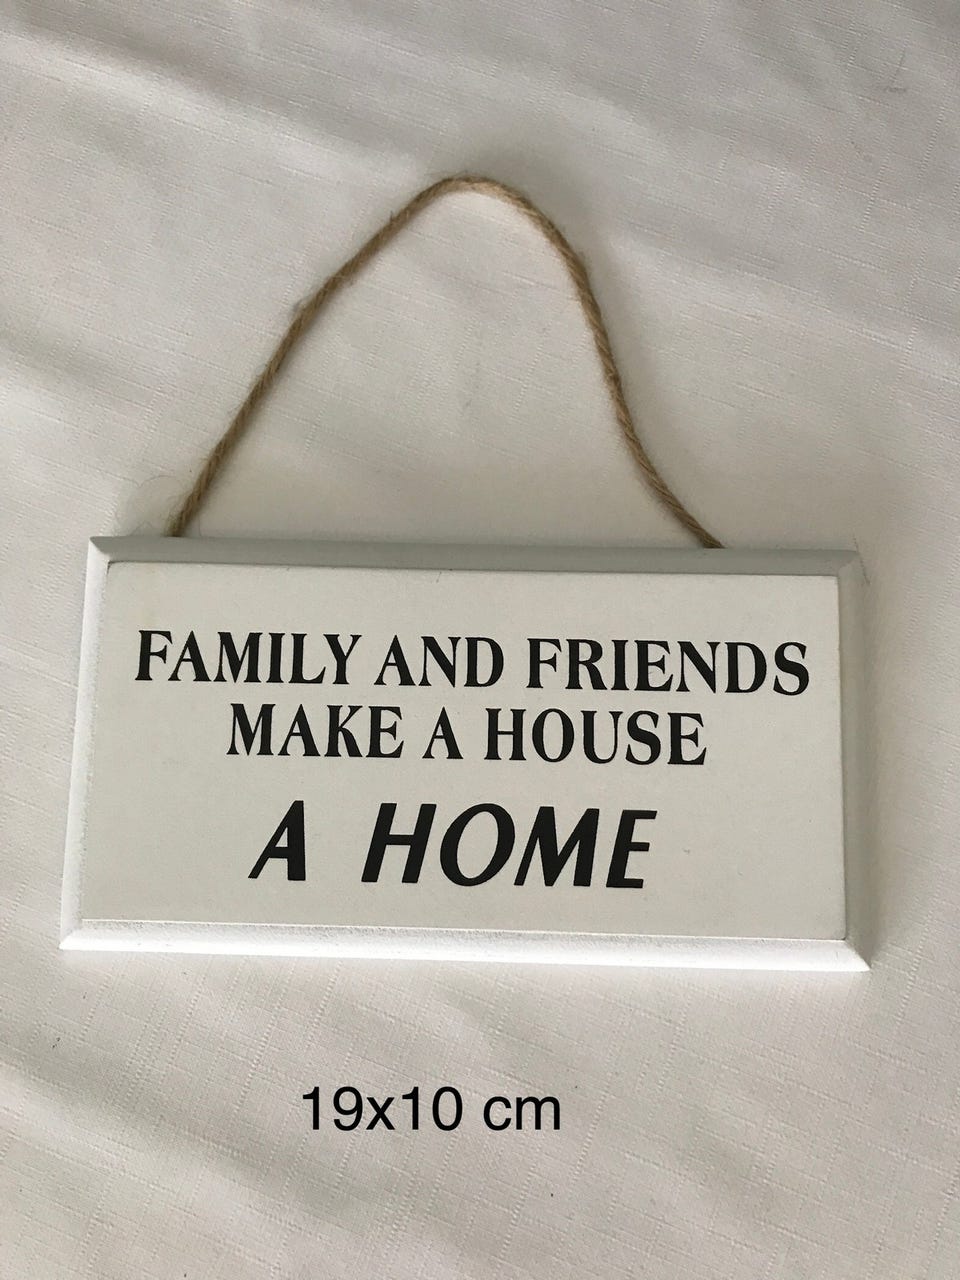 FAMILY AND FRIENDS
MAKE A HOUSE
A HOME
19x10 cm